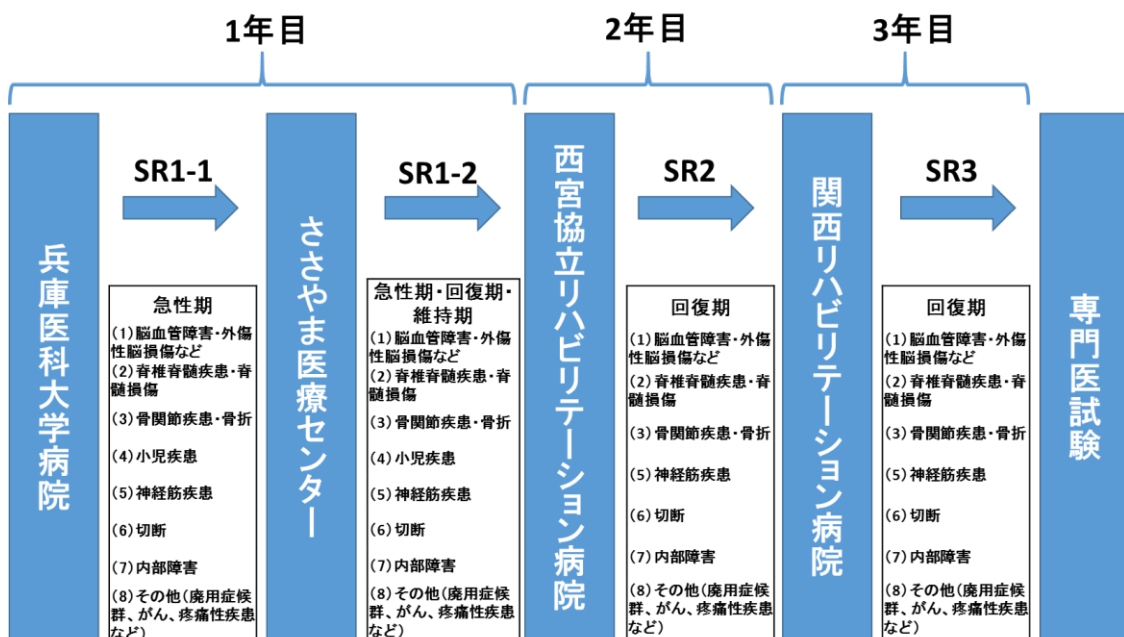 1年目
2年目
3年目
兵庫医科大学病院
SR1-1
急性期
(1)脳血管障害・外傷
性脳損傷など
(2)脊椎脊髄疾患・脊
髄損傷
(3)骨関節疾患・骨折
(4)小児疾患
(5)神経筋疾患
(6)切断
(7)内部障害
(8)その他(廃用症候
群、がん、疼痛性疾患
など)
ささやま医療センター
SR1-2
急性期・回復期・
維持期
(1)脳血管障害・外傷
性脳損傷など
(2)脊椎脊髄疾患・脊
髄損傷
(3)骨関節疾患・骨折
(4)小児疾患
(5)神経筋疾患
(6)切断
(7)内部障害
(8)その他(廃用症候
群、がん、疼痛性疾患
など)
西宮協立リハビリテーション病院
SR2
回復期
(1)脳血管障害・外傷
性脳損傷など
(2)脊椎脊髄疾患・脊
髄損傷
(3)骨関節疾患・骨折
(5)神経筋疾患
(6)切断
(7)内部障害
(8)その他(廃用症候
群、がん、疼痛性疾患
など)
関西リハビリテーション病院
SR3
回復期
(1)脳血管障害・外傷
性脳損傷など
(2)脊椎脊髄疾患・脊
髄損傷
(3)骨関節疾患・骨折
(5)神経筋疾患
(6)切断
(7)内部障害
(8)その他(廃用症候
群、がん、疼痛性疾患
など)
専門医試験